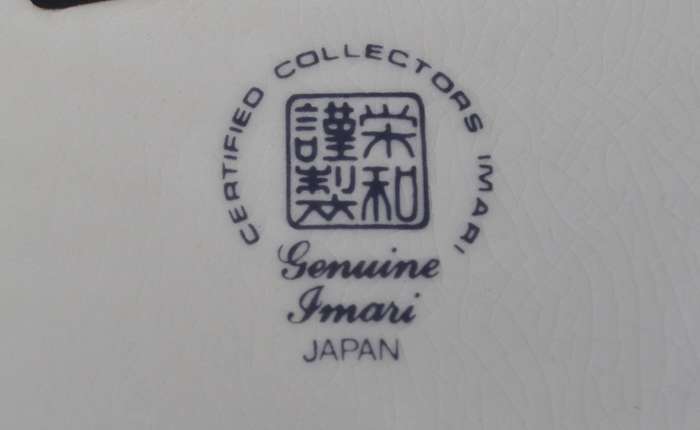 CERTIFIED COLLECTORS IMARI
栄和
謹製
Genuine
Imari
JAPAN